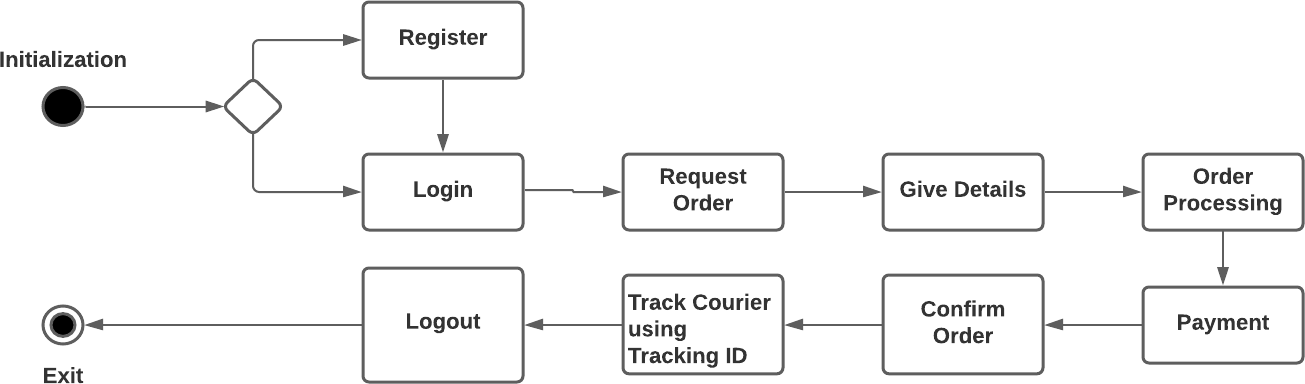 Register
Initialization
Login
Request
Order
Give Details
Order
Processing
Logout
Track Courier
using
Tracking ID
Confirm
Order
Payment
Exit